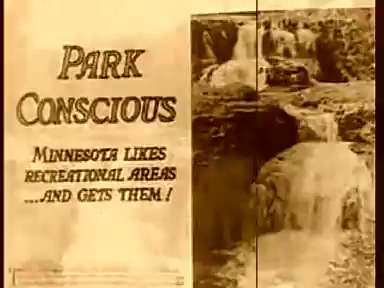 PARK
CONSCIOUS
MINNESOTA LIKES
RECREATIONAL AREAS
...AND GETS THEM!